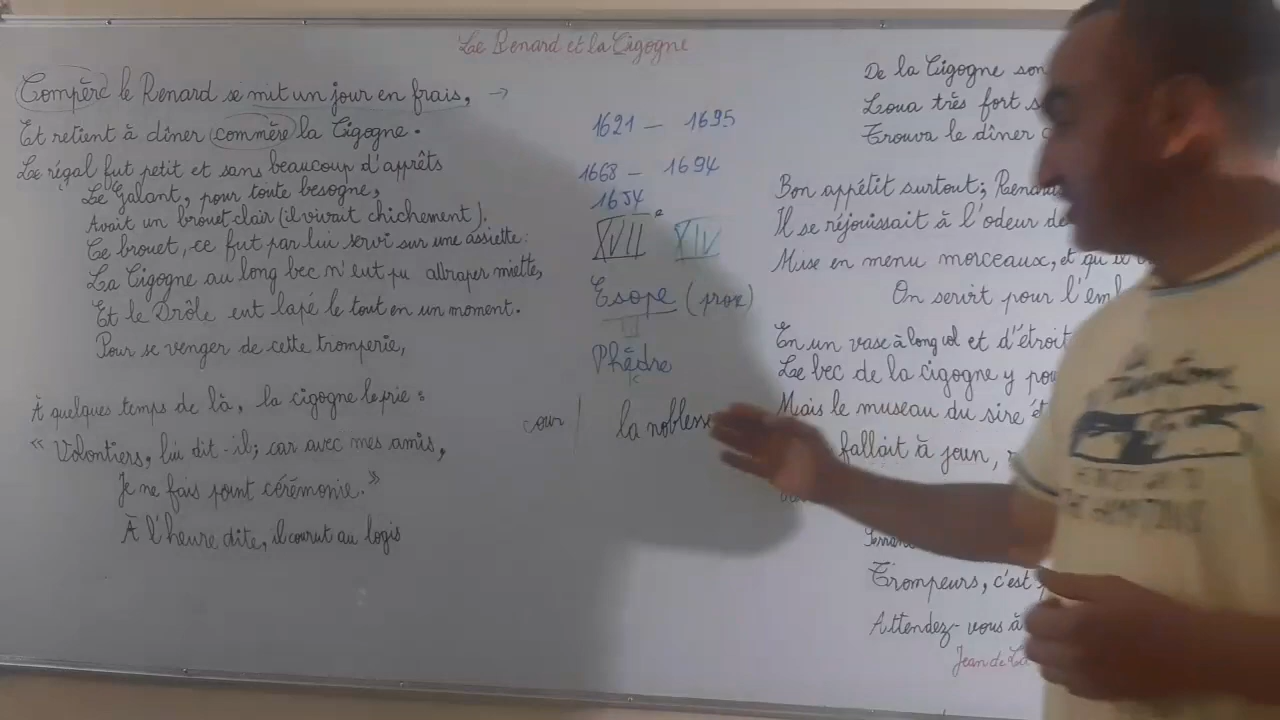 Le Renard et la Cigogne
Compère le Renard se mit un jour en frais, →
Et retient à dîner commère la Cigogne.
Le régal fut petit et sans beaucoup d'apprêts
Le Galant, pour toute besogne,
Avait un brouet clair (il vivait chichement).
Ce brouet, ce fut par lui servi sur une assiette:
La Cigogne au long bec n'eut pu attraper miette,
Et le Drôle eut lapé le tout en un moment.
Pour se venger de cette tromperie,
À quelques temps de là, la cigogne le prie:
« Volontiers, lui dit-il; car avec mes amis,
Je ne fais point cérémonie.»
À l'heure dite, il courut au logis
1621 - 1695
1668 - 1694
1654
XVII e XIV
Esope (
Phèdre
cour | la noblesse
De la Cigogne son
Loua très fort s
Trouva le dîner c
Bon appétit surtout; Renard
Il se réjouissait à l'odeur de
Mise en menu morceaux, et qu'il
On servit pour l'em
En un vase à long col et d'étroit
Le bec de la cigogne y pou
Mais le museau du sire ét
fallait à jeun,
Trompeurs, c'est
Attendez-vous à
Jean de La